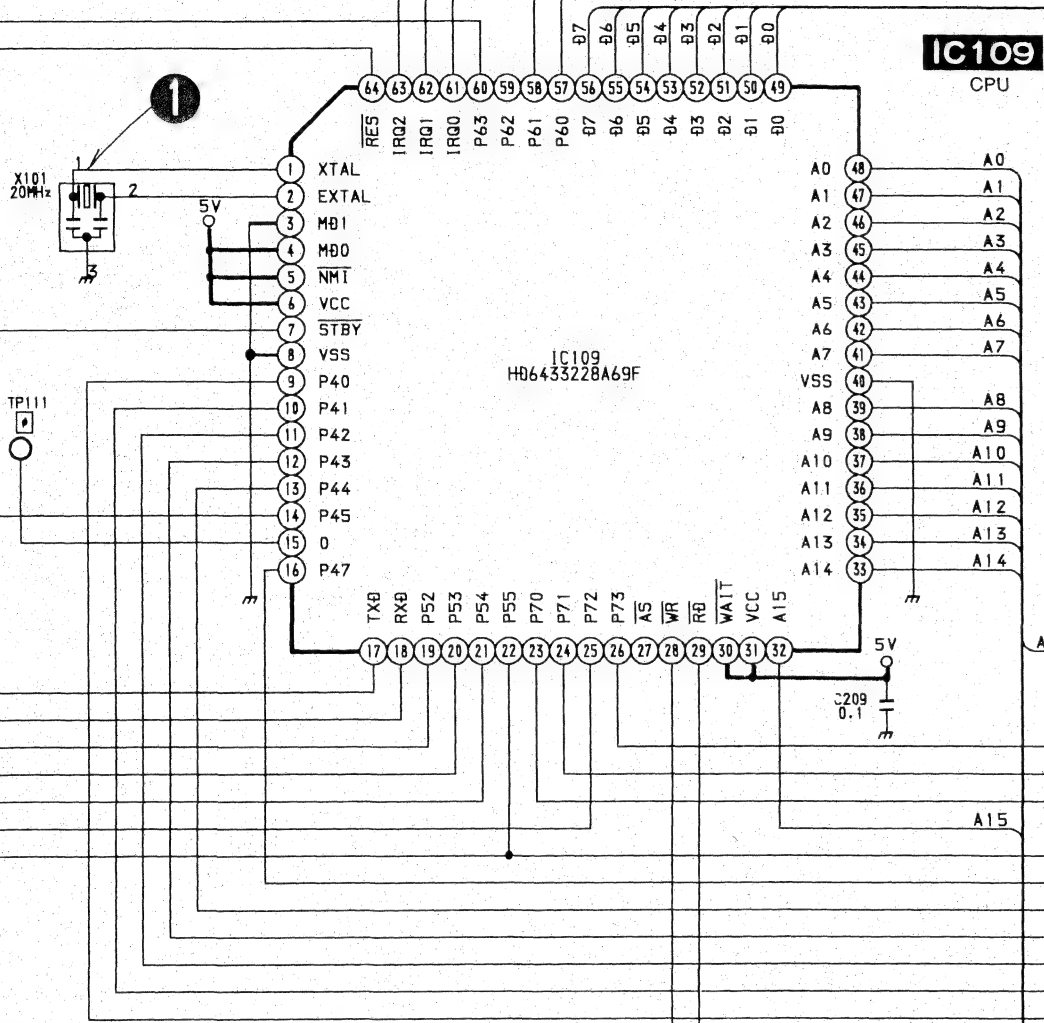 D7 D6 D5 D4 D3 D2 D1 D0
IC109
CPU
1
64 63 62 61 60 59 58 57 56 55 54 53 52 51 50 49
RES IRQ2 IRQ1 IRQ0 P63 P62 P61 P60 D7 D6 D5 D4 D3 D2 D1 D0
X101
20MHz
1
2
3
5V
1 XTAL
2 EXTAL
3 MD1
4 MD0
5 NMI
6 VCC
7 STBY
8 VSS
9 P40
10 P41
11 P42
12 P43
13 P44
14 P45
15 0
16 P47
TP111
IC109
HD6433228A69F
A0 48 A0
A1 47 A1
A2 46 A2
A3 45 A3
A4 44 A4
A5 43 A5
A6 42 A6
A7 41 A7
VSS 40
A8 39 A8
A9 38 A9
A10 37 A10
A11 36 A11
A12 35 A12
A13 34 A13
A14 33 A14
TXD RXD P52 P53 P54 P55 P70 P71 P72 P73 AS WR RD WAIT VCC A15
17 18 19 20 21 22 23 24 25 26 27 28 29 30 31 32
5V
A
C209
0.1
A15